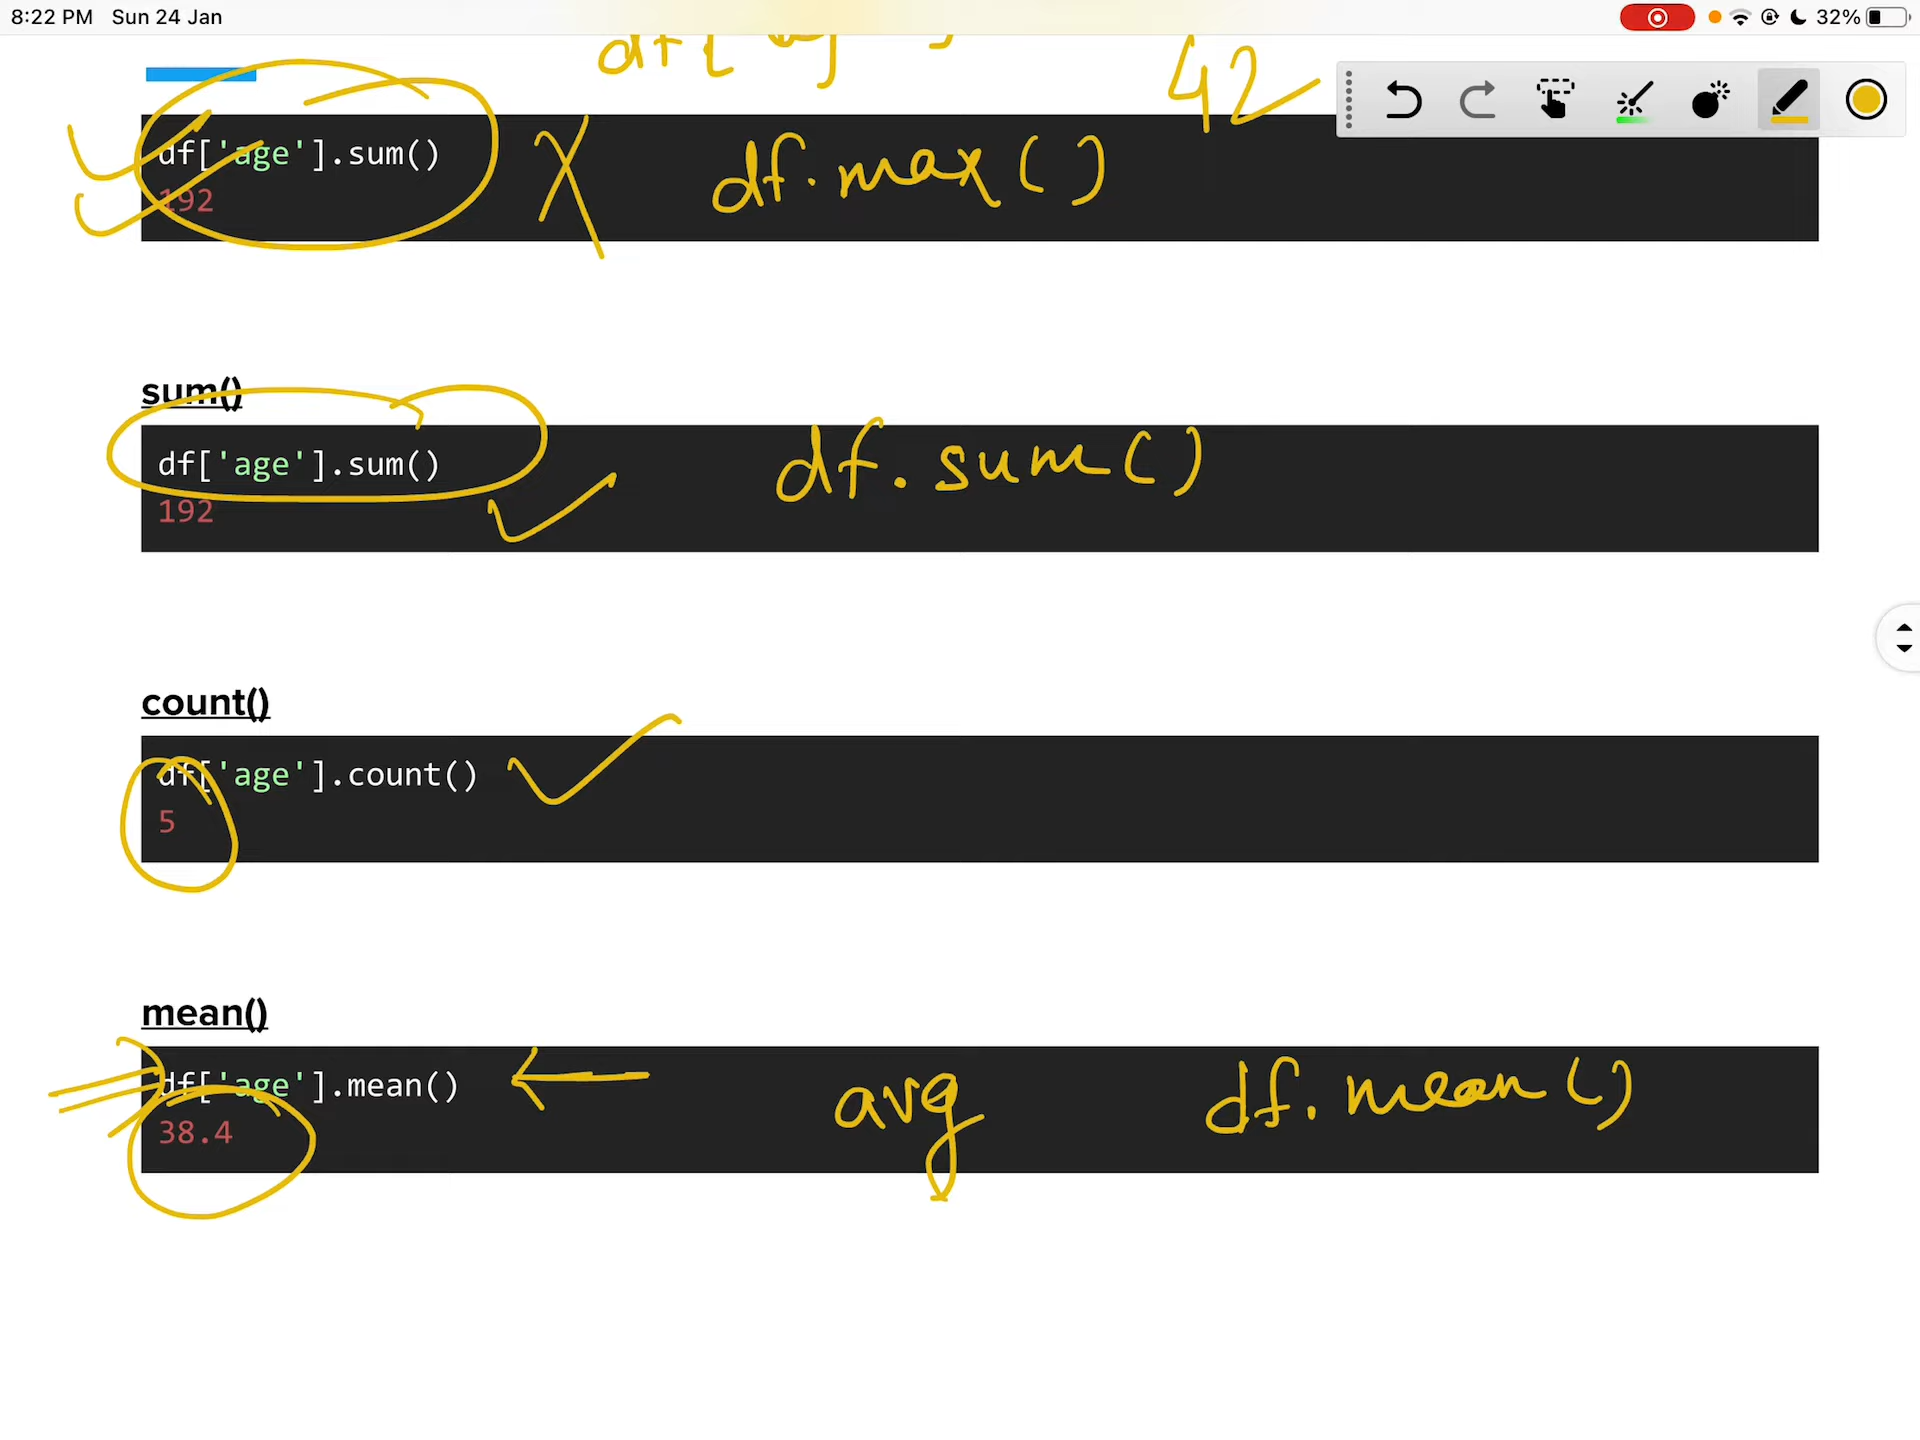 8:22 PM Sun 24 Jan 32%
42
df['age'].sum() df.max()
192
sum()
df['age'].sum() df.sum()
192
count()
df['age'].count()
5
mean()
df['age'].mean() avg df.mean()
38.4